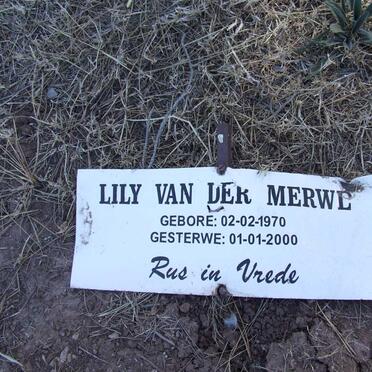 LILY VAN DER MERWE
GEBORE: 02-02-1970
GESTERWE: 01-01-2000
Rus in Vrede